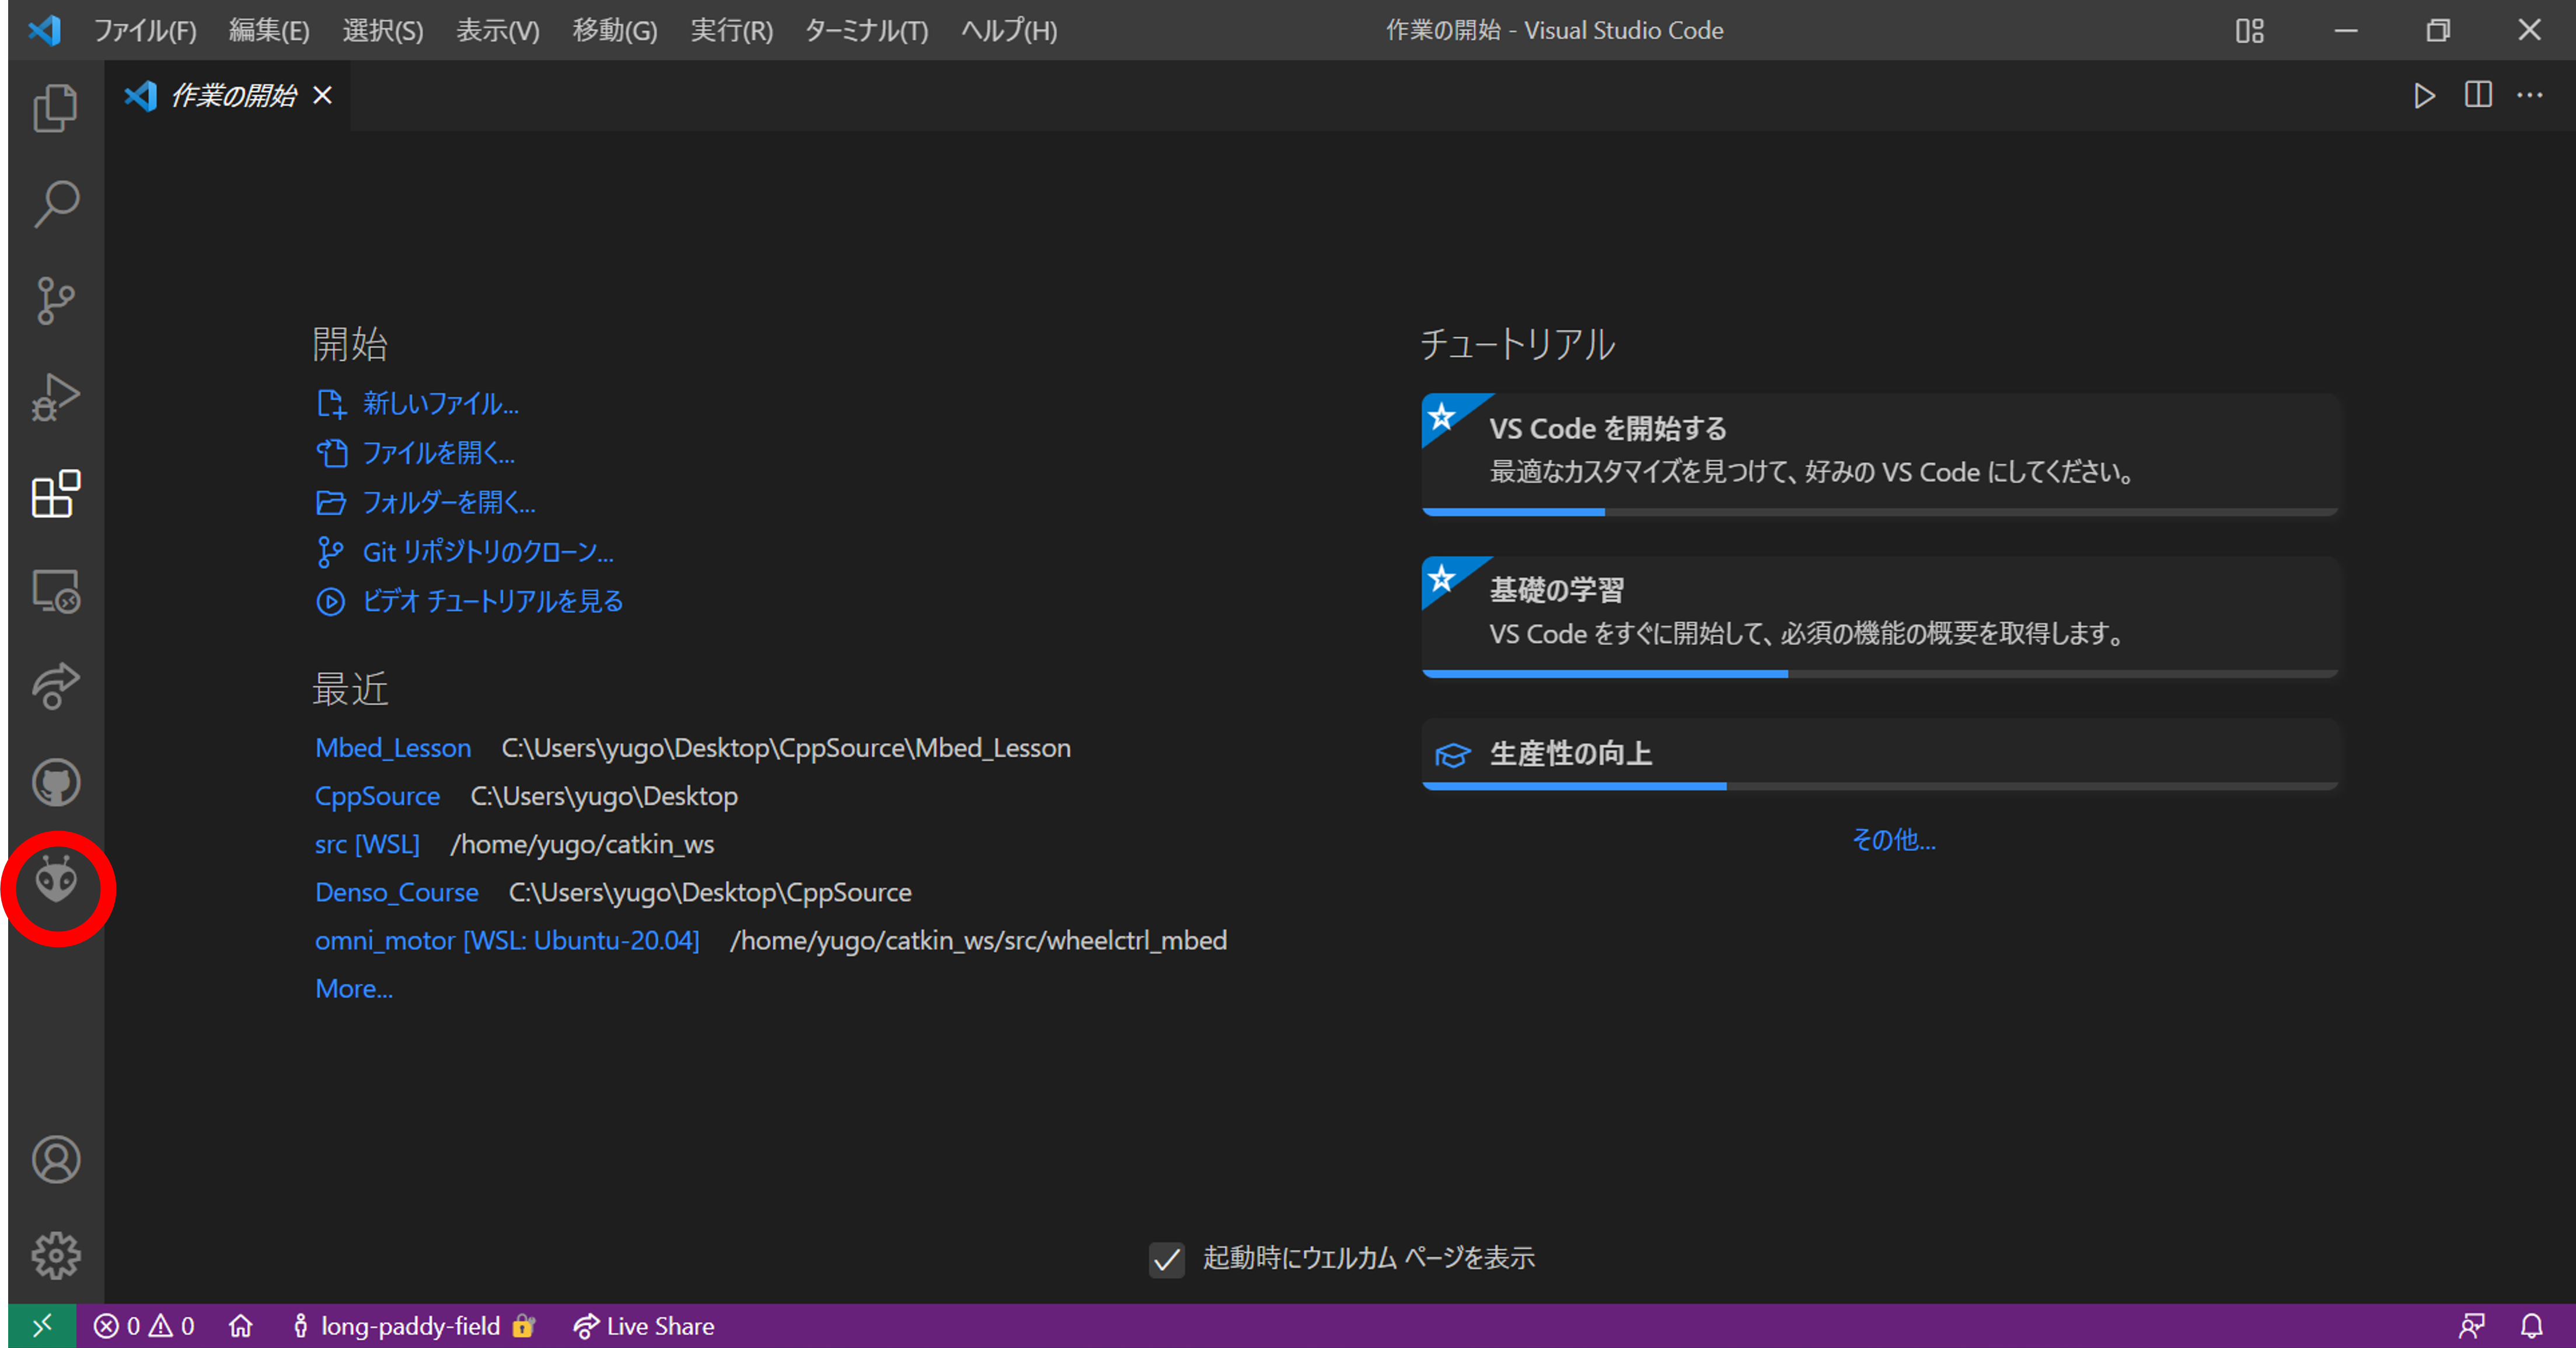 ファイル(F) 編集(E) 選択(S) 表示(V) 移動(G) 実行(R) ターミナル(T) ヘルプ(H) 作業の開始 - Visual Studio Code
作業の開始
開始
新しいファイル...
ファイルを開く...
フォルダーを開く...
Git リポジトリのクローン...
ビデオ チュートリアルを見る
最近
Mbed_Lesson C:\Users\yugo\Desktop\CppSource\Mbed_Lesson
CppSource C:\Users\yugo\Desktop
src [WSL] /home/yugo/catkin_ws
Denso_Course C:\Users\yugo\Desktop\CppSource
omni_motor [WSL: Ubuntu-20.04] /home/yugo/catkin_ws/src/wheelctrl_mbed
More...
チュートリアル
VS Code を開始する
最適なカスタマイズを見つけて、好みの VS Code にしてください。
基礎の学習
VS Code をすぐに開始して、必須の機能の概要を取得します。
生産性の向上
その他...
起動時にウェルカム ページを表示
0 0 long-paddy-field Live Share